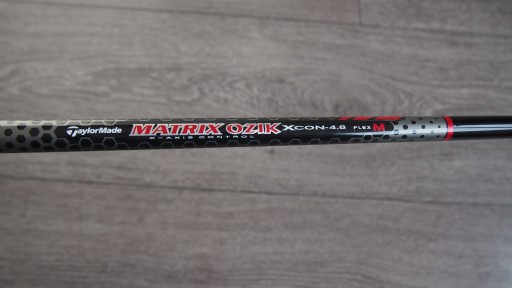 TaylorMade MATRIX OZIK XCON-4.8 FLEX M
X-AXIS CONTROL